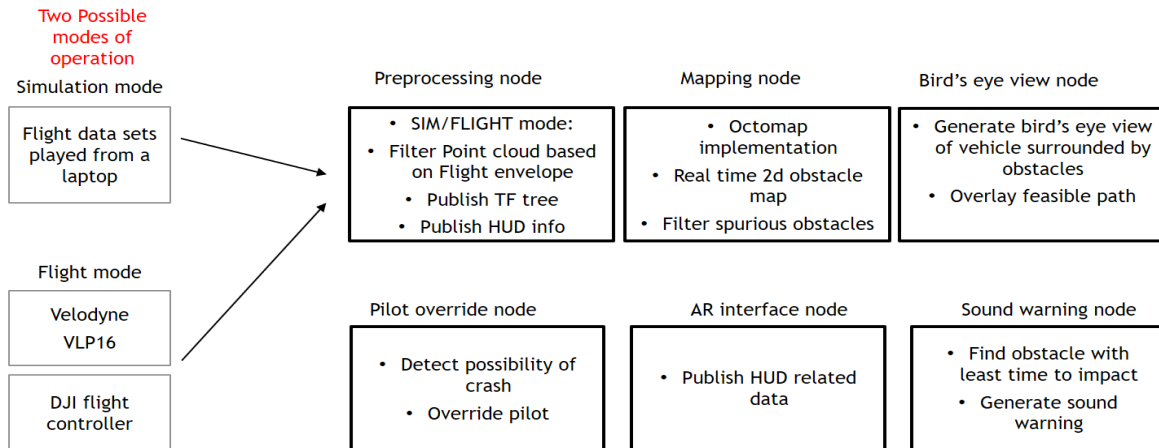 Two Possible
modes of
operation
Simulation mode
Flight data sets
played from a
laptop
Flight mode
Velodyne
VLP16
DJI flight
controller
Preprocessing node
• SIM/FLIGHT mode:
• Filter Point cloud based
on Flight envelope
• Publish TF tree
• Publish HUD info
Mapping node
• Octomap
implementation
• Real time 2d obstacle
map
• Filter spurious obstacles
Bird's eye view node
• Generate bird's eye view
of vehicle surrounded by
obstacles
• Overlay feasible path
Pilot override node
• Detect possibility of
crash
• Override pilot
AR interface node
• Publish HUD related
data
Sound warning node
• Find obstacle with
least time to impact
• Generate sound
warning